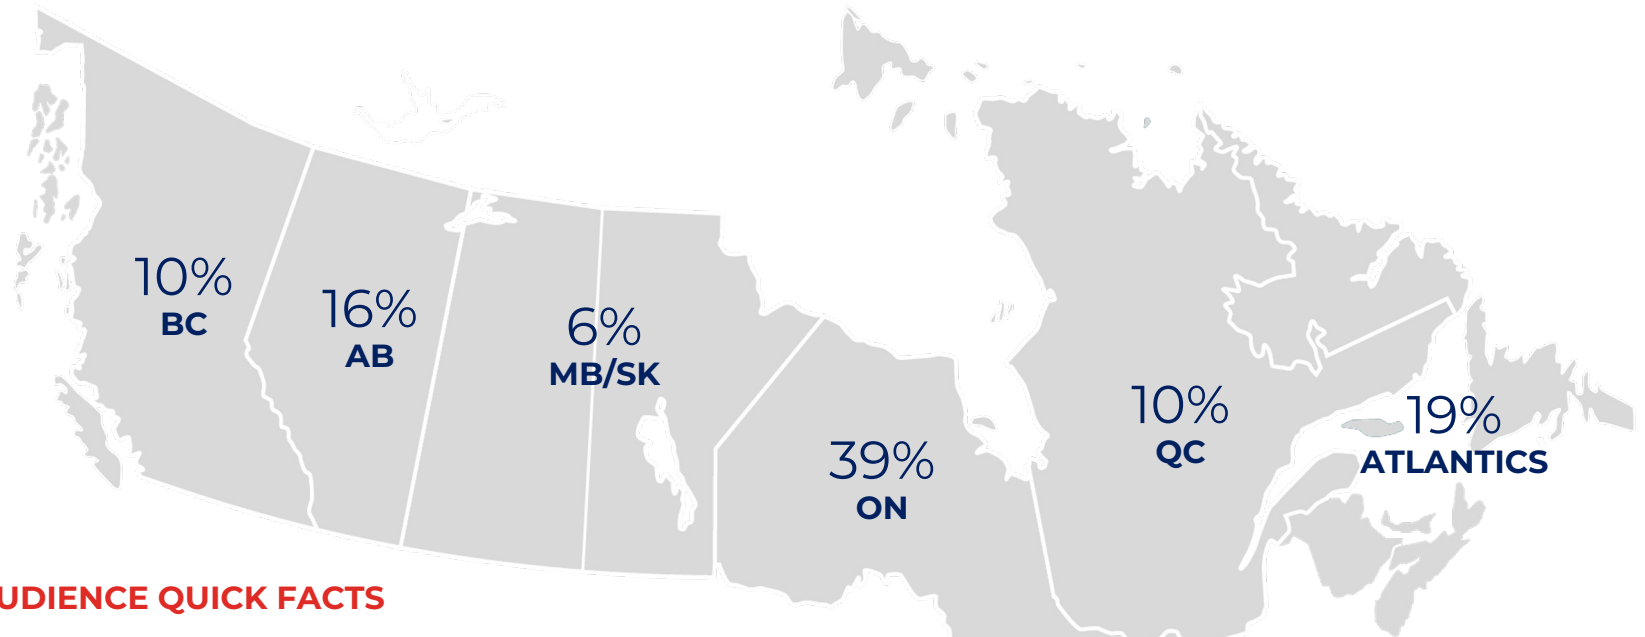 10%
BC
16%
AB
6%
MB/SK
39%
ON
10%
QC
19%
ATLANTICS
UDIENCE QUICK FACTS